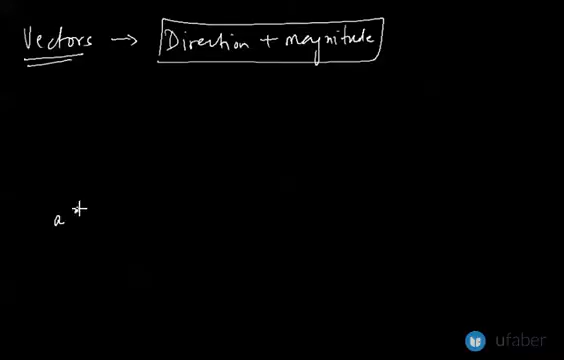 Vectors → Direction + magnitude
a
ufaber